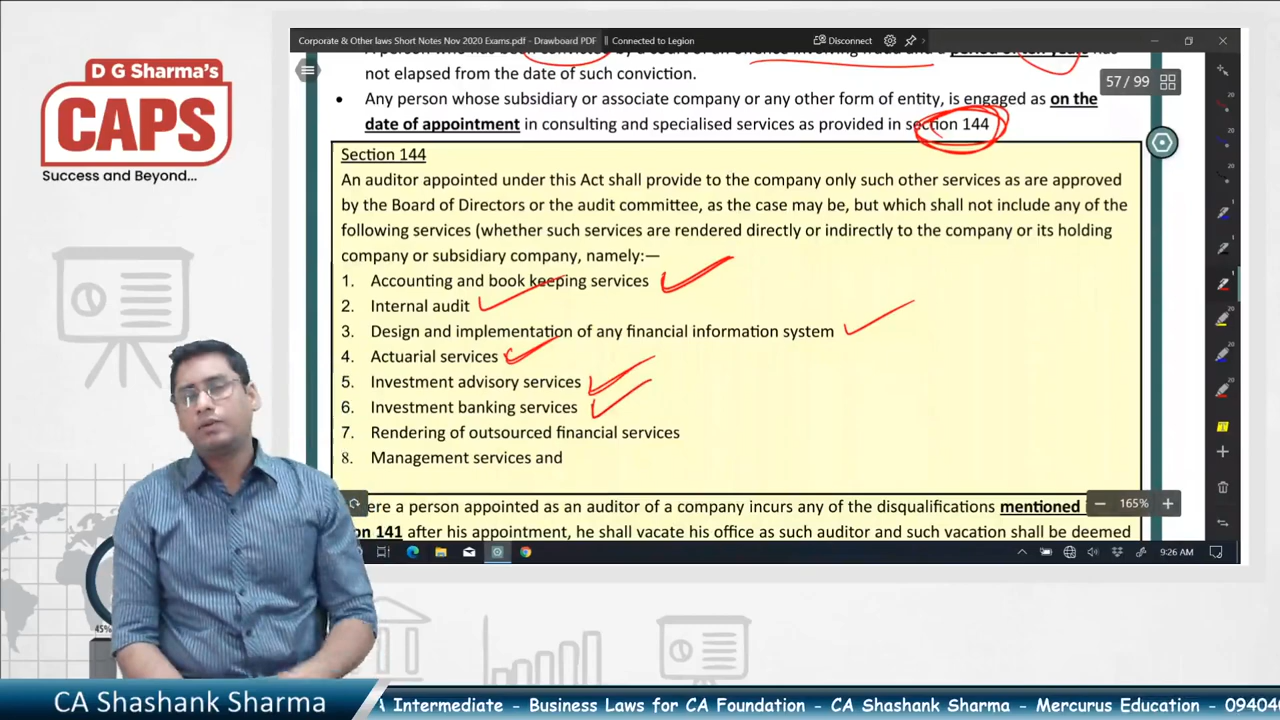 D G Sharma's
CAPS
Success and Beyond...
Corporate & Other laws Short Notes Nov 2020 Exams.pdf - Drawboard PDF
Connected to Legion
Disconnect
57 / 99
not elapsed from the date of such conviction.
• Any person whose subsidiary or associate company or any other form of entity, is engaged as on the
date of appointment in consulting and specialised services as provided in section 144
Section 144
An auditor appointed under this Act shall provide to the company only such other services as are approved
by the Board of Directors or the audit committee, as the case may be, but which shall not include any of the
following services (whether such services are rendered directly or indirectly to the company or its holding
company or subsidiary company, namely:—
1. Accounting and book keeping services
2. Internal audit
3. Design and implementation of any financial information system
4. Actuarial services
5. Investment advisory services
6. Investment banking services
7. Rendering of outsourced financial services
8. Management services and
ere a person appointed as an auditor of a company incurs any of the disqualifications mentioned
on 141 after his appointment, he shall vacate his office as such auditor and such vacation shall be deemed
165%
9:26 AM
45%
CA Shashank Sharma
A Intermediate - Business Laws for CA Foundation - CA Shashank Sharma - Mercurus Education - 09404